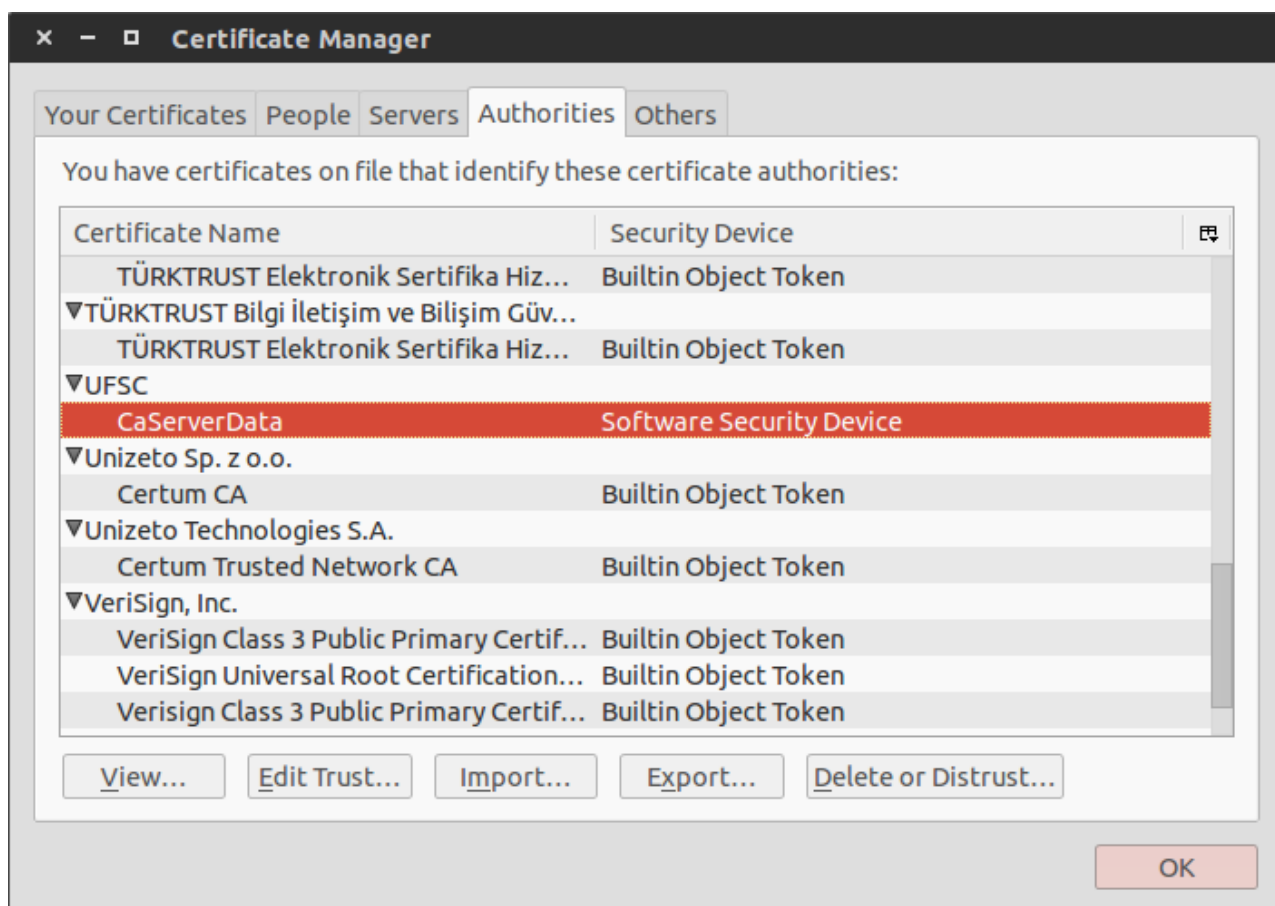 Certificate Manager
Your Certificates People Servers Authorities Others
You have certificates on file that identify these certificate authorities:
Certificate Name Security Device
TÜRKTRUST Elektronik Sertifika Hiz... Builtin Object Token
TÜRKTRUST Bilgi İletişim ve Bilişim Güv...
TÜRKTRUST Elektronik Sertifika Hiz... Builtin Object Token
UFSC
CaServerData Software Security Device
Unizeto Sp. z o.o.
Certum CA Builtin Object Token
Unizeto Technologies S.A.
Certum Trusted Network CA Builtin Object Token
VeriSign, Inc.
VeriSign Class 3 Public Primary Certif... Builtin Object Token
VeriSign Universal Root Certification... Builtin Object Token
Verisign Class 3 Public Primary Certif... Builtin Object Token
View... Edit Trust... Import... Export... Delete or Distrust...
OK